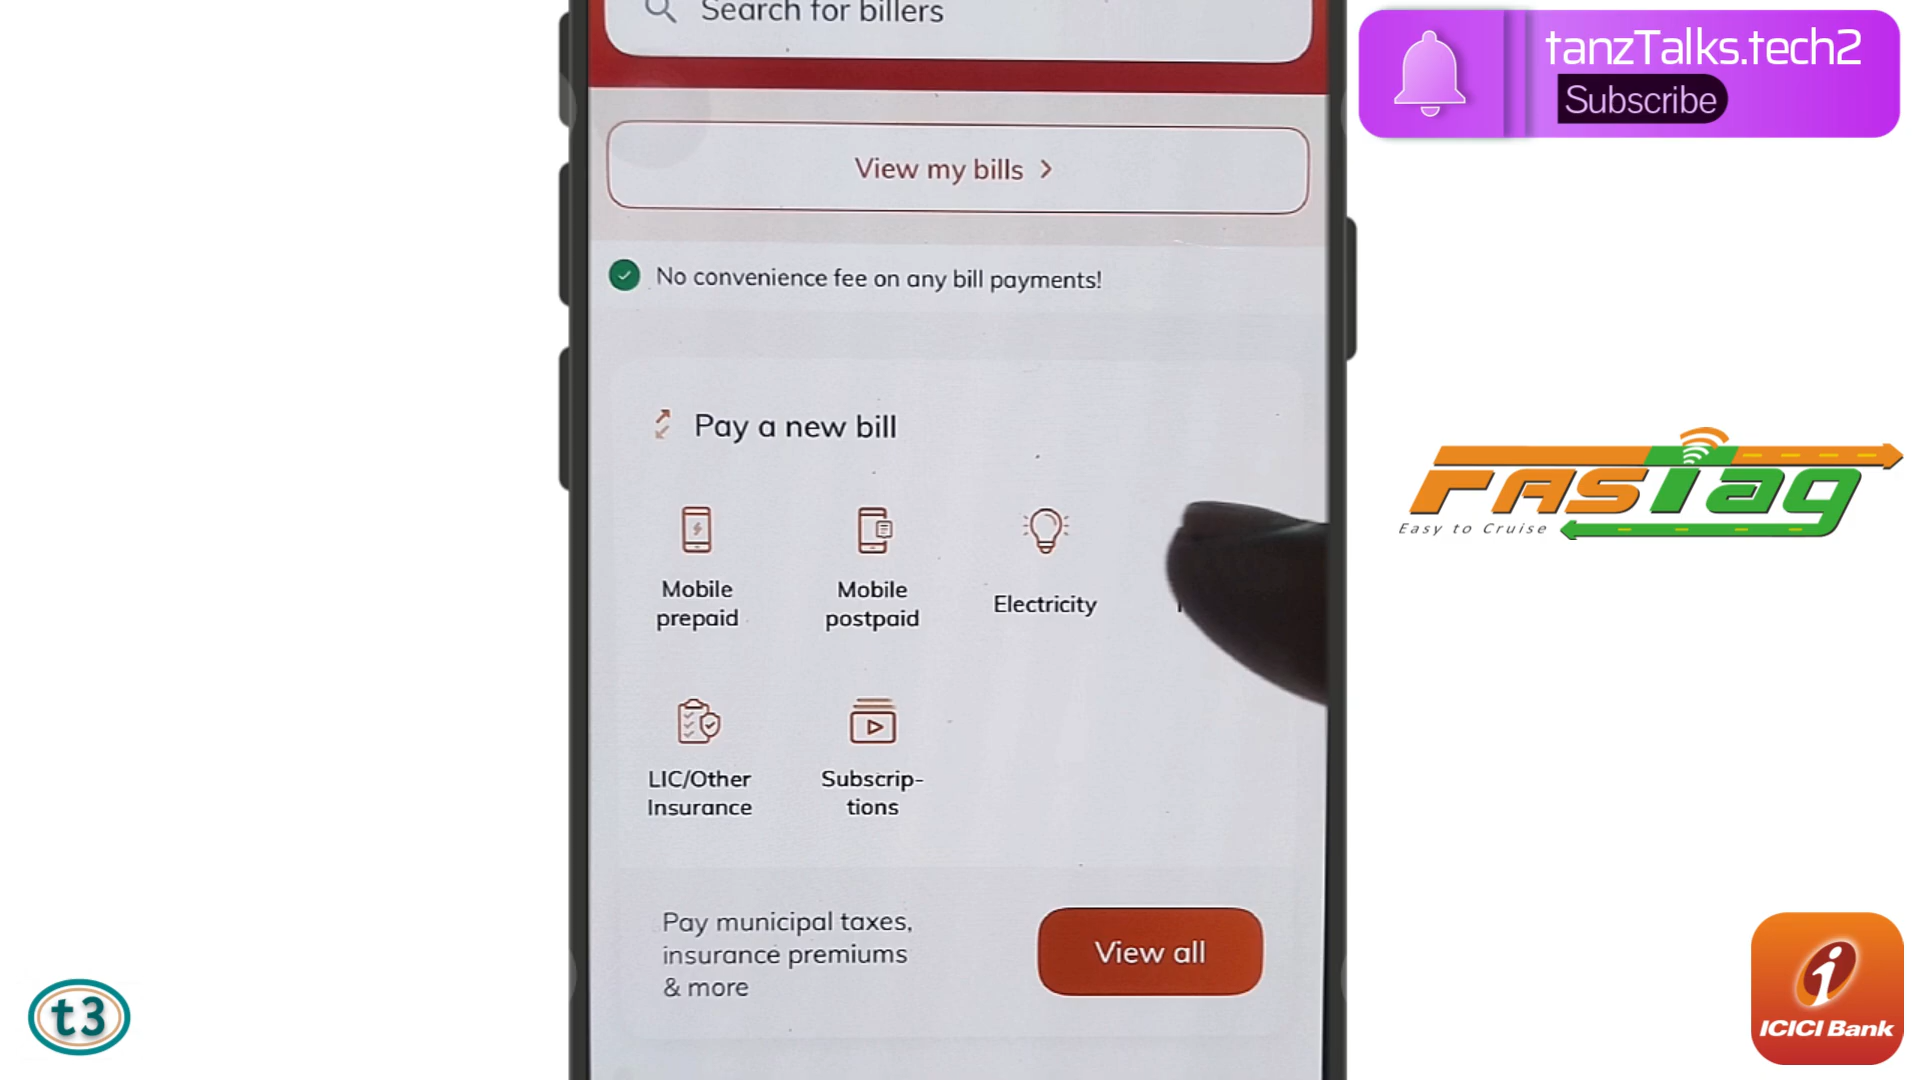 Search for billers
tanzTalks.tech2
Subscribe
View my bills
No convenience fee on any bill payments!
Pay a new bill
FASTag
Easy to Cruise
Mobile
prepaid
Mobile
postpaid
Electricity
LIC/Other
Insurance
Subscrip-
tions
Pay municipal taxes,
insurance premiums
& more
View all
t3
i
ICICI Bank